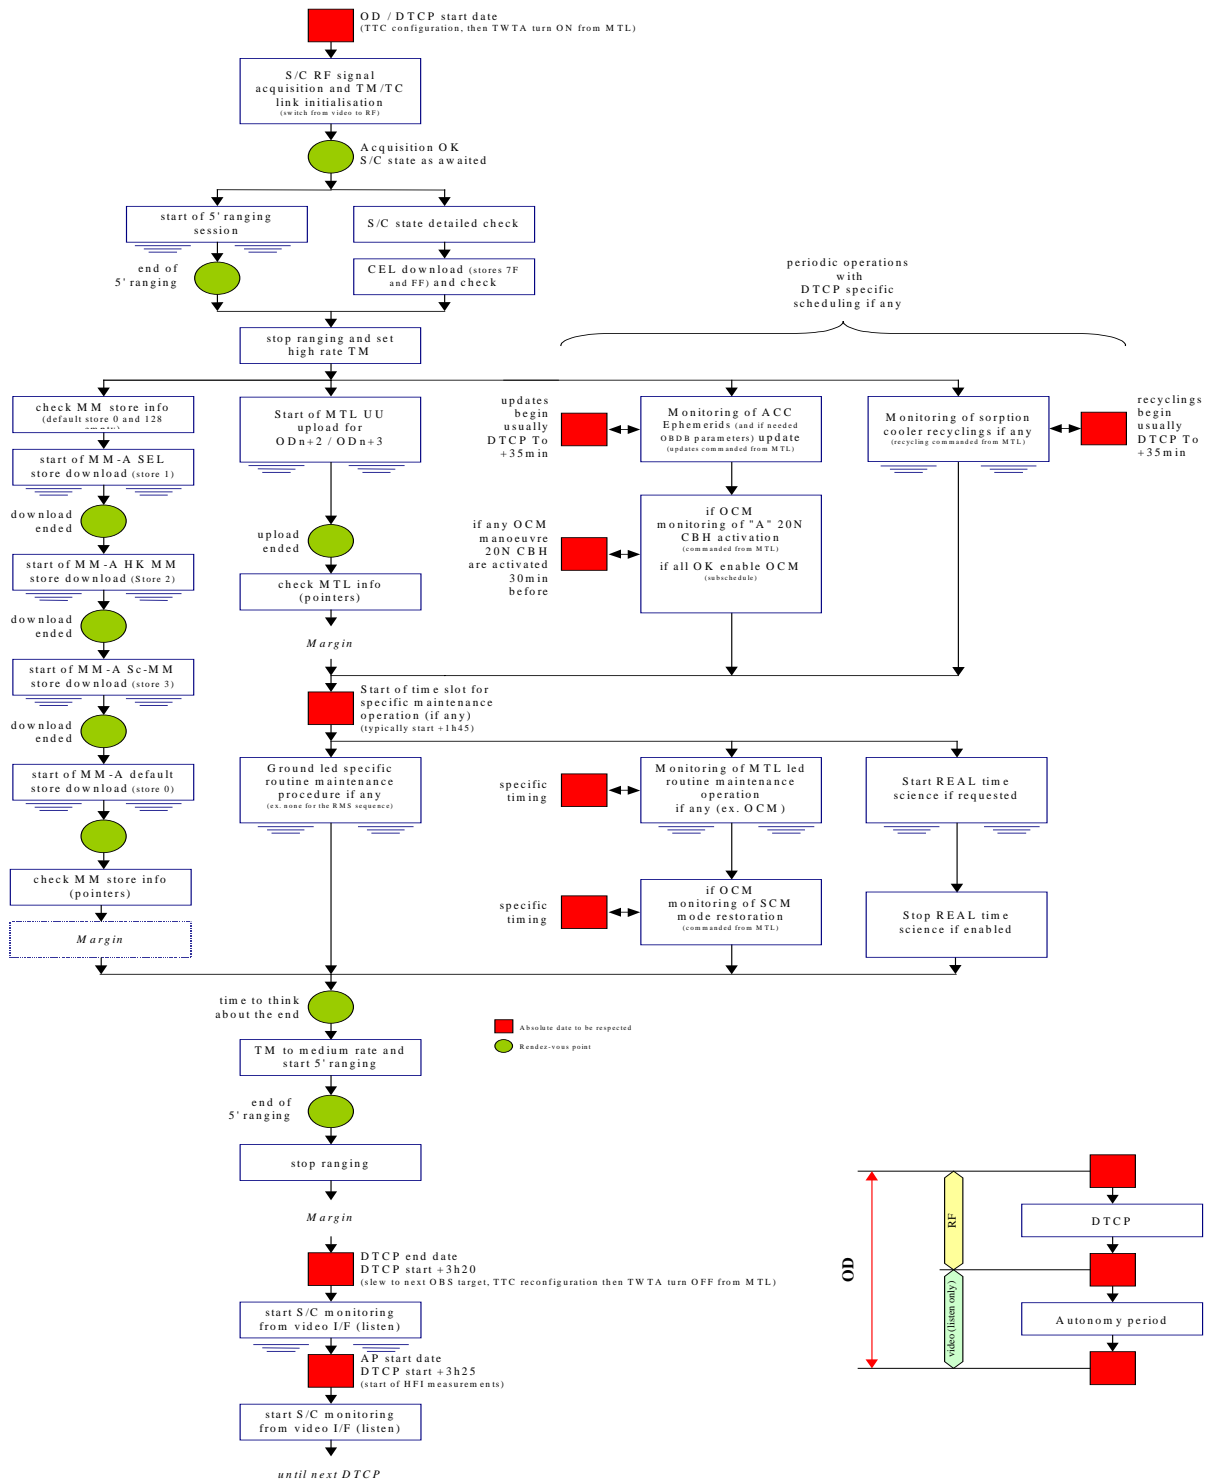 OD / DTCP start date
(TTC configuration, then TWTA turn ON from MTL)
S/C RF signal
acquisition and TM/TC
link initialisation
(switch from video to RF)
Acquisition OK
S/C state as awaited
start of 5' ranging
session
S/C state detailed check
end of
5' ranging
CEL download (stores 7F
and FF) and check
periodic operations
with
DTCP specific
scheduling if any
stop ranging and set
high rate TM
check MM store info
(default store 0 and 128
Start of MTL UU
upload for
ODn+2 / ODn+3
updates
begin
usually
DTCP To
+35min
Monitoring of ACC
Ephemerids (and if needed
OBDB parameters) update
(updates commanded from MTL)
Monitoring of sorption
cooler recyclings if any
(recycling commanded from MTL)
recyclings
begin
usually
DTCP To
+35min
start of MM-A SEL
store download (store 1)
download
ended
upload
ended
if any OCM
manoeuvre
20N CBH
are activated
30min
before
if OCM
monitoring of "A" 20N
CBH activation
(commanded from MTL)
if all OK enable OCM
(subschedule)
start of MM-A HK MM
store download (Store 2)
check MTL info
(pointers)
download
ended
Margin
start of MM-A Sc-MM
store download (store 3)
Start of time slot for
specific maintenance
operation (if any)
(typically start +1h45)
download
ended
start of MM-A default
store download (store 0)
Ground led specific
routine maintenance
procedure if any
(ex. none for the RMS sequence)
specific
timing
Monitoring of MTL led
routine maintenance
operation
if any (ex. OCM)
Start REAL time
science if requested
check MM store info
(pointers)
specific
timing
if OCM
monitoring of SCM
mode restoration
(commanded from MTL)
Stop REAL time
science if enabled
Margin
time to think
about the end
Absolute date to be respected
Rendez-vous point
TM to medium rate and
start 5' ranging
end of
5' ranging
stop ranging
Margin
DTCP end date
DTCP start +3h20
(slew to next OBS target, TTC reconfiguration then TWTA turn OFF from MTL)
start S/C monitoring
from video I/F (listen)
AP start date
DTCP start +3h25
(start of HFI measurements)
start S/C monitoring
from video I/F (listen)
until next DTCP
OD
RF
video (listen only)
DTCP
Autonomy period